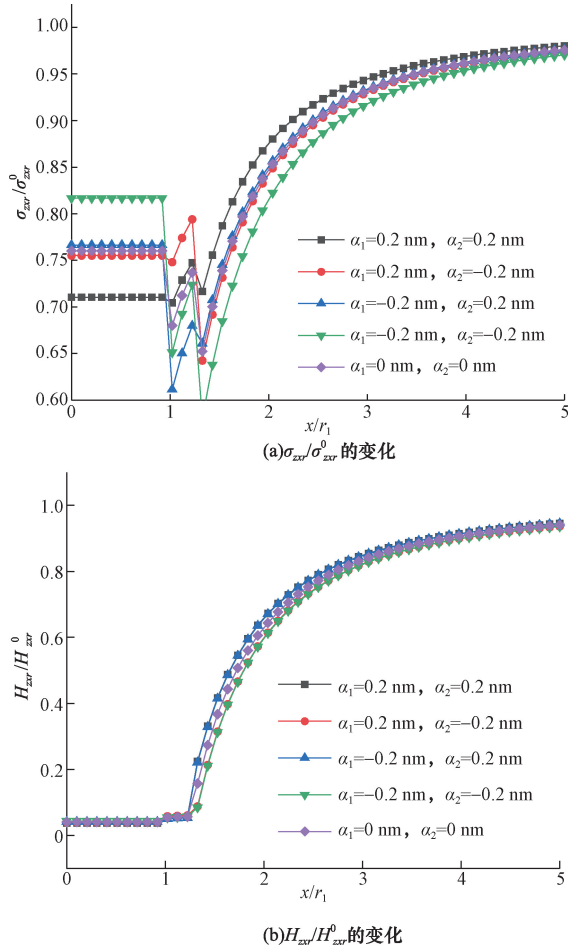 1.00
0.95
0.90
0.85
0.80
0.75
0.70
0.65
0.60
σzxr/σ⁰zxr
α₁=0.2 nm，α₂=0.2 nm
α₁=0.2 nm，α₂=−0.2 nm
α₁=−0.2 nm，α₂=0.2 nm
α₁=−0.2 nm，α₂=−0.2 nm
α₁=0 nm，α₂=0 nm
0 1 2 3 4 5
x/r₁
(a)σzxr/σ⁰zxr的变化
1.0
0.8
0.6
0.4
0.2
0
Hzxr/H⁰zxr
α₁=0.2 nm，α₂=0.2 nm
α₁=0.2 nm，α₂=−0.2 nm
α₁=−0.2 nm，α₂=0.2 nm
α₁=−0.2 nm，α₂=−0.2 nm
α₁=0 nm，α₂=0 nm
0 1 2 3 4 5
x/r₁
(b)Hzxr/H⁰zxr的变化